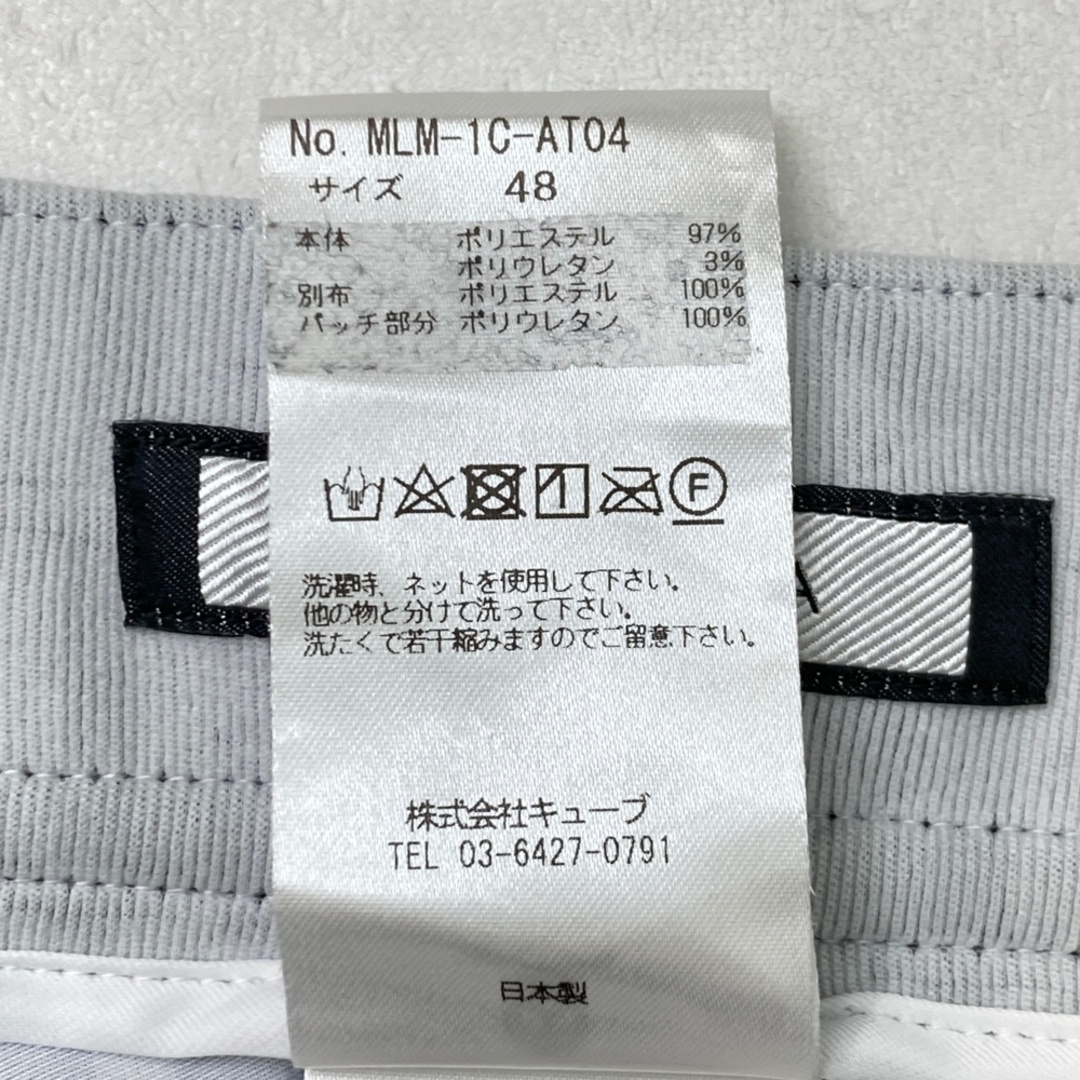 No. MLM-1C-AT04
サイズ 48
本体 ポリエステル 97%
ポリウレタン 3%
別布 ポリエステル 100%
パッチ部分 ポリウレタン 100%
F
洗濯時、ネットを使用して下さい。
他の物と分けて洗って下さい。
洗たくで若干縮みますのでご留意下さい。
株式会社キューブ
TEL 03-6427-0791
日本製